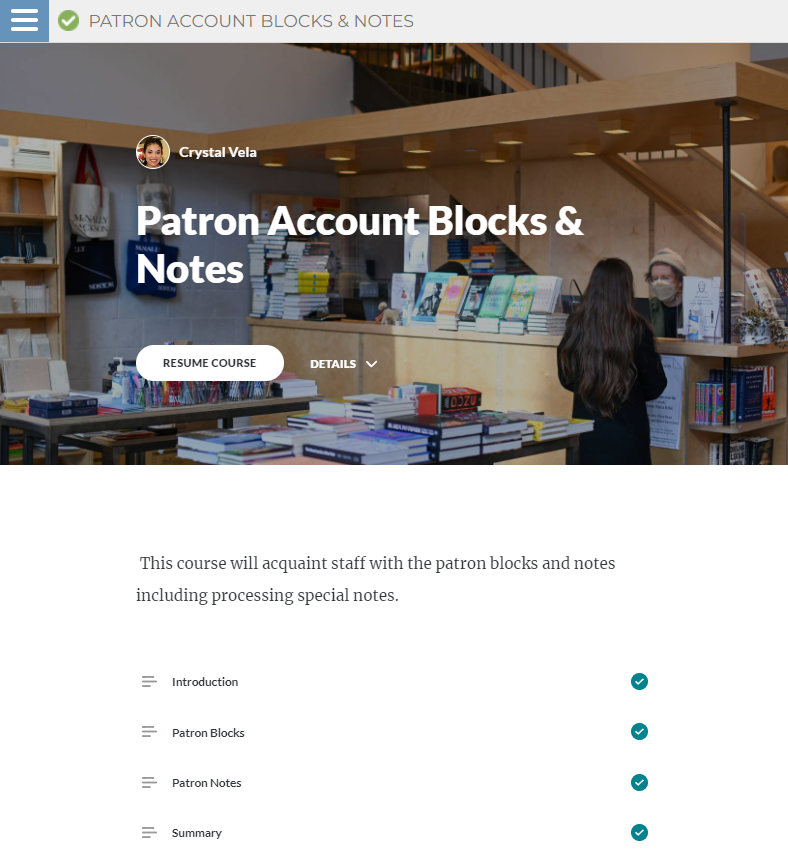 PATRON ACCOUNT BLOCKS & NOTES
Crystal Vela
Patron Account Blocks &
Notes
RESUME COURSE
DETAILS
This course will acquaint staff with the patron blocks and notes
including processing special notes.
Introduction
Patron Blocks
Patron Notes
Summary